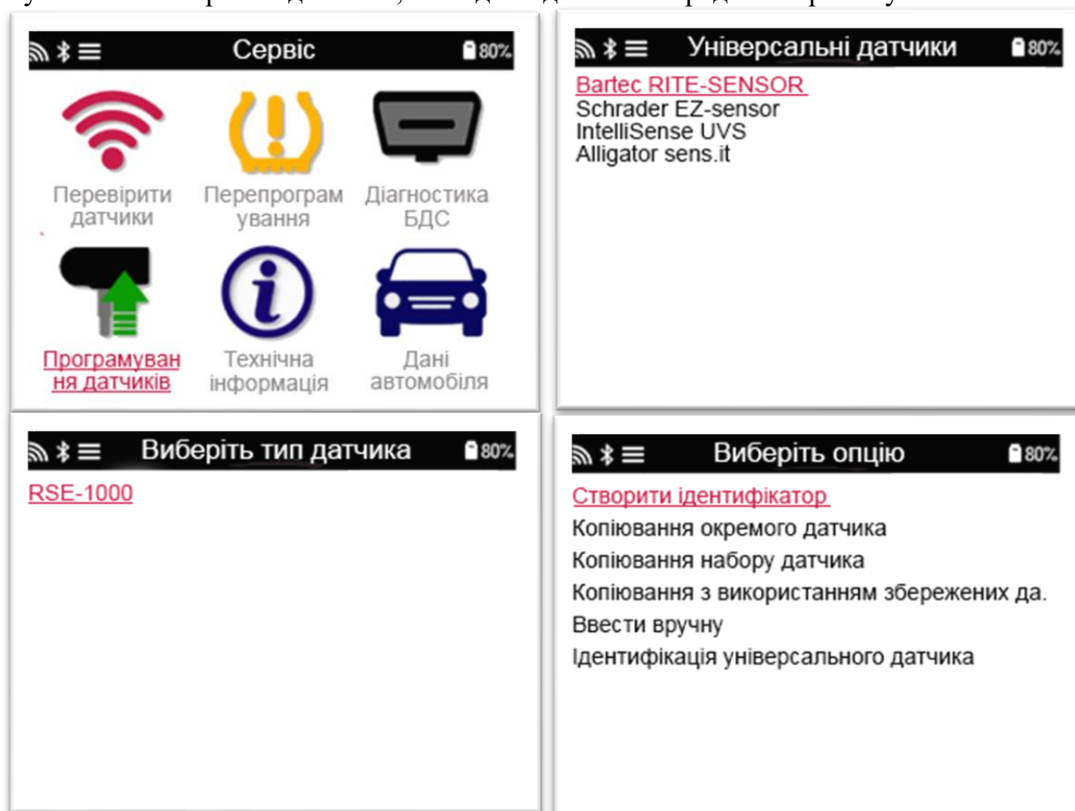 Сервіс 80%
Перевірити
датчики
Перепрограм
ування
Діагностика
БДС
Програмуван
ня датчиків
Технічна
інформація
Дані
автомобіля
Універсальні датчики 80%
Bartec RITE-SENSOR
Schrader EZ-sensor
IntelliSense UVS
Alligator sens.it
Виберіть тип датчика 80%
RSE-1000
Виберіть опцію 80%
Створити ідентифікатор
Копіювання окремого датчика
Копіювання набору датчика
Копіювання з використанням збережених да.
Ввести вручну
Ідентифікація універсального датчика